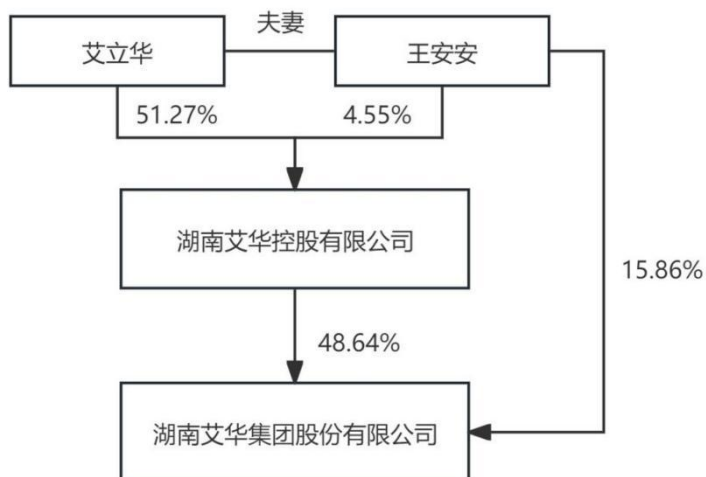 夫妻
艾立华
王安安
51.27%
4.55%
湖南艾华控股有限公司
15.86%
48.64%
湖南艾华集团股份有限公司